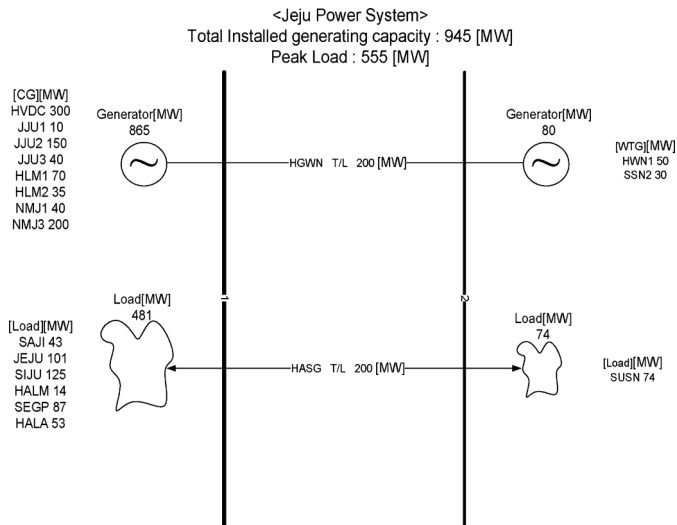 <Jeju Power System>
Total Installed generating capacity : 945 [MW]
Peak Load : 555 [MW]
[CG][MW]
HVDC 300
JJU1 10
JJU2 150
JJU3 40
HLM1 70
HLM2 35
NMJ1 40
NMJ3 200
Generator[MW]
865
HGWN T/L 200 [MW]
Generator[MW]
80
[WTG][MW]
HWN1 50
SSN2 30
1
2
[Load][MW]
SAJI 43
JEJU 101
SIJU 125
HALM 14
SEGP 87
HALA 53
Load[MW]
481
HASG T/L 200 [MW]
Load[MW]
74
[Load][MW]
SUSN 74